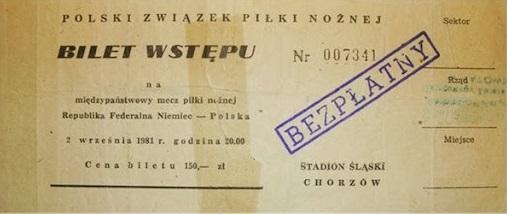 POLSKI ZWIĄZEK PIŁKI NOŻNEJ
BILET WSTĘPU
Nr 007341
BEZPŁATNY
na
międzypaństwowy mecz piłki nożnej
Republika Federalna Niemiec — Polska
2 września 1981 r. godzina 20.00
Cena biletu 150,— zł
STADION ŚLĄSKI
CHORZÓW
Sektor
Rząd
Miejsce